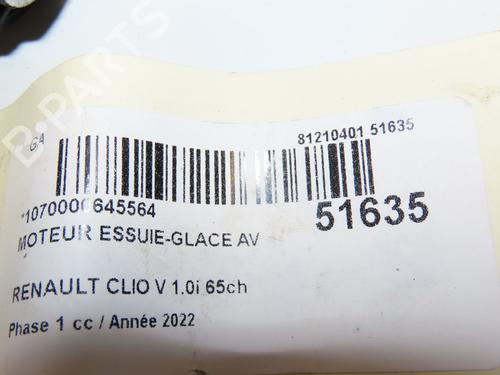 GA
81210401 51635
*1070000645564
51635
MOTEUR ESSUIE-GLACE AV
RENAULT CLIO V 1.0i 65ch
Phase 1 cc / Année 2022
B-PARTS